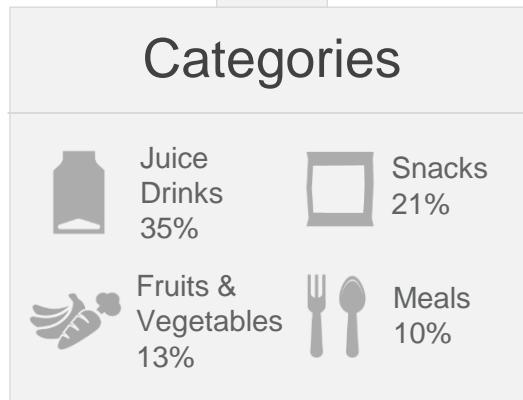 Categories
Juice
Drinks
35%
Snacks
21%
Fruits &
Vegetables
13%
Meals
10%